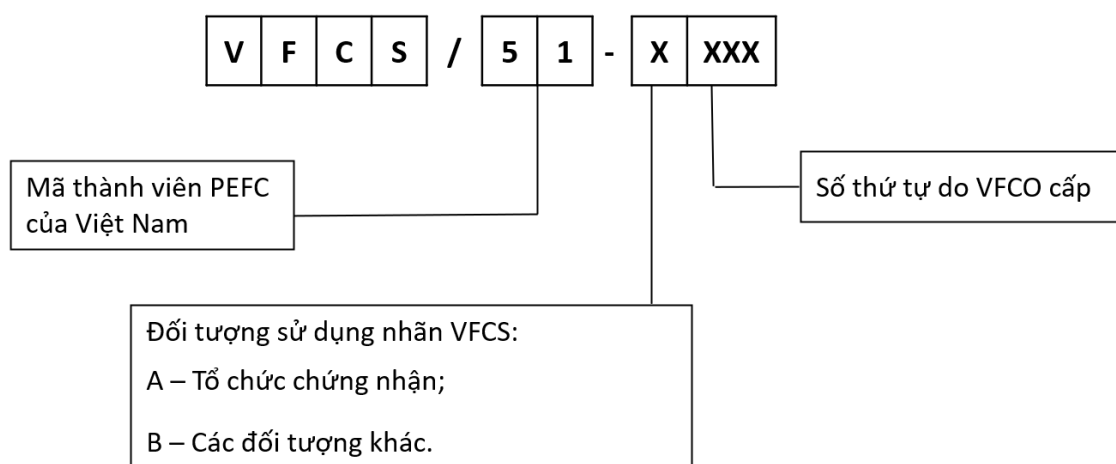 V F C S / 5 1 - X XXX
Mã thành viên PEFC
của Việt Nam
Số thứ tự do VFCO cấp
Đối tượng sử dụng nhãn VFCS:
A – Tổ chức chứng nhận;
B – Các đối tượng khác.